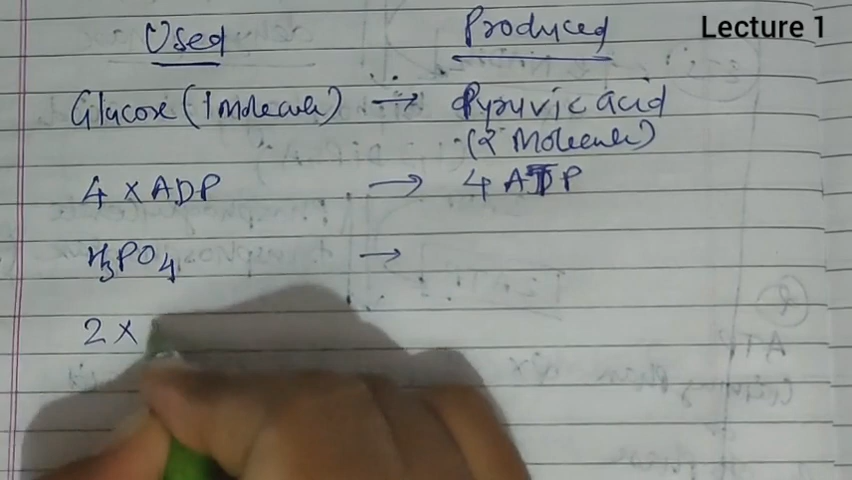 Lecture 1
Used Produced
Glucose (1 Molecule) → Pyruvic acid
(2 Molecule)
4 X ADP → 4 ATP
H3PO4 →
2 X